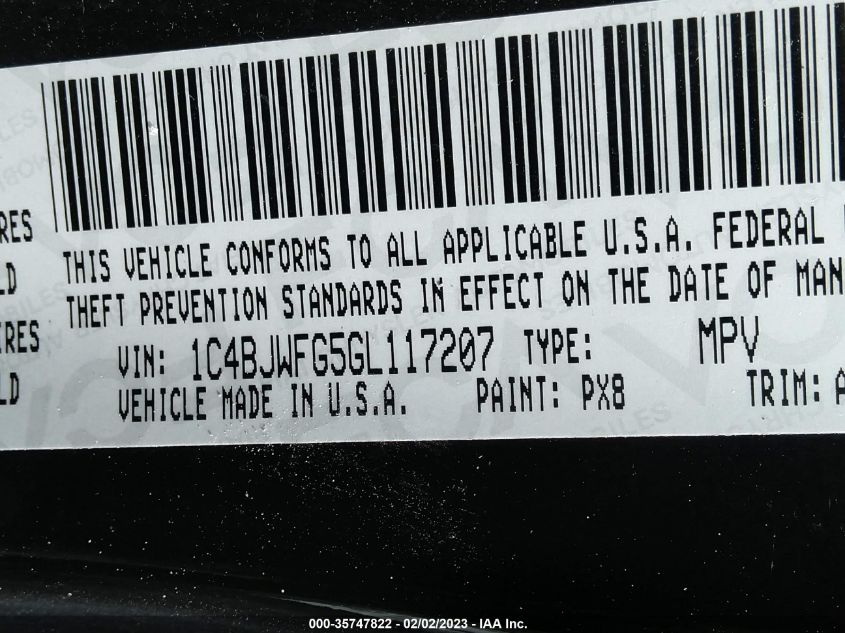 RES
LD
IRES
LD
THIS VEHICLE CONFORMS TO ALL APPLICABLE U.S.A. FEDERAL
THEFT PREVENTION STANDARDS IN EFFECT ON THE DATE OF MAN
VIN: 1C4BJWFG5GL117207 TYPE: MPV
VEHICLE MADE IN U.S.A. PAINT: PX8 TRIM: A
000-35747822 - 02/02/2023 - IAA Inc.